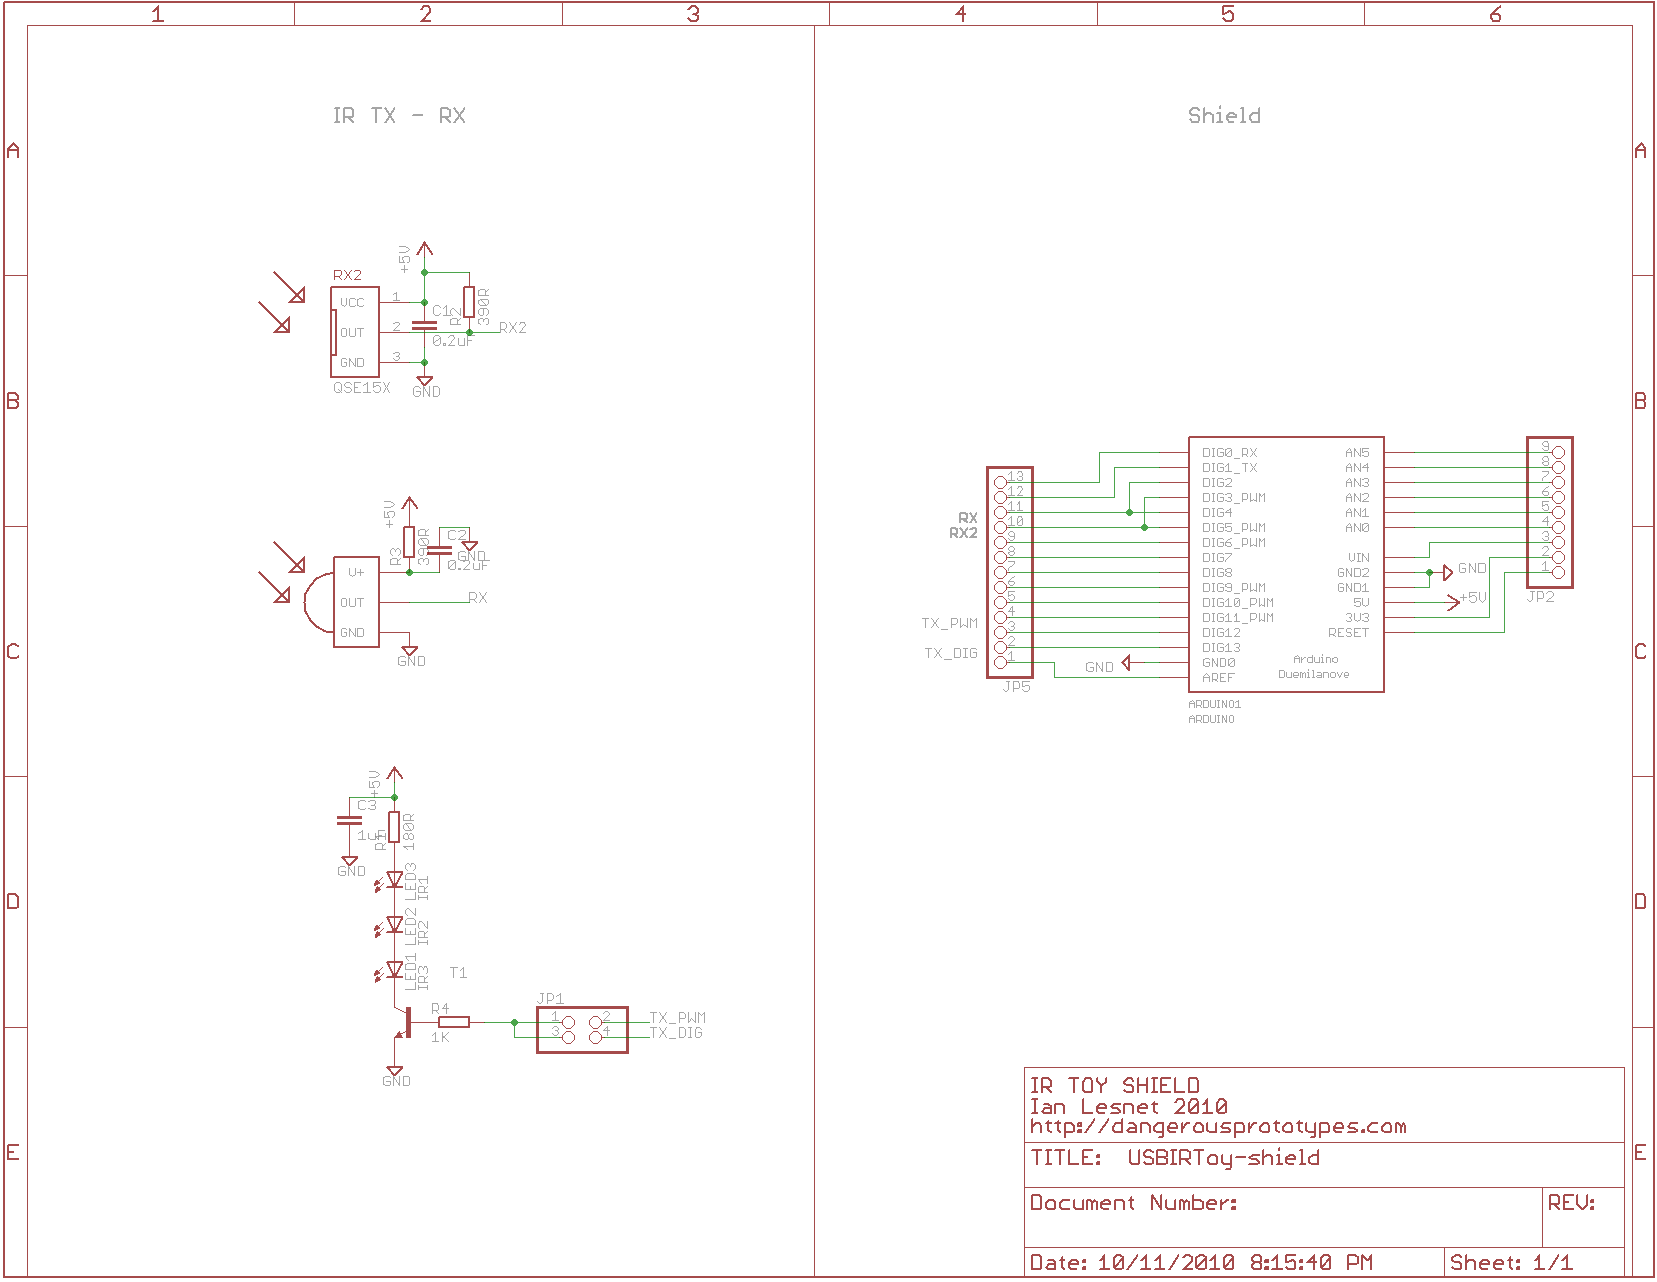 1 2 3 4 5 6
A A
B B
C C
D D
E E
IR TX - RX
+5V
RX2
VCC 1
OUT 2
GND 3
QSE15X
C1
0.2uF
R2
390R
RX2
GND
+5V
R3
390R
C2
GND
0.2uF
V+
OUT
GND
RX
GND
+5V
C3
1uF
GND
180R
LED3
IR1
LED2
IR2
LED1
IR3
T1
R4
1K
GND
JP1
1 2
3 4
TX_PWM
TX_DIG
Shield
RX
RX2
TX_PWM
TX_DIG
13
12
11
10
9
8
7
6
5
4
3
2
1
JP5
GND
DIG0_RX
DIG1_TX
DIG2
DIG3_PWM
DIG4
DIG5_PWM
DIG6_PWM
DIG7
DIG8
DIG9_PWM
DIG10_PWM
DIG11_PWM
DIG12
DIG13
GND0
AREF
AN5
AN4
AN3
AN2
AN1
AN0
VIN
GND2
GND1
5V
3V3
RESET
Arduino
Duemilanove
ARDUINO1
ARDUINO
GND
+5V
9
8
7
6
5
4
3
2
1
JP2
IR TOY SHIELD
Ian Lesnet 2010
http://dangerousprototypes.com
TITLE: USBIRToy-shield
Document Number:
REV:
Date: 10/11/2010 8:15:40 PM
Sheet: 1/1